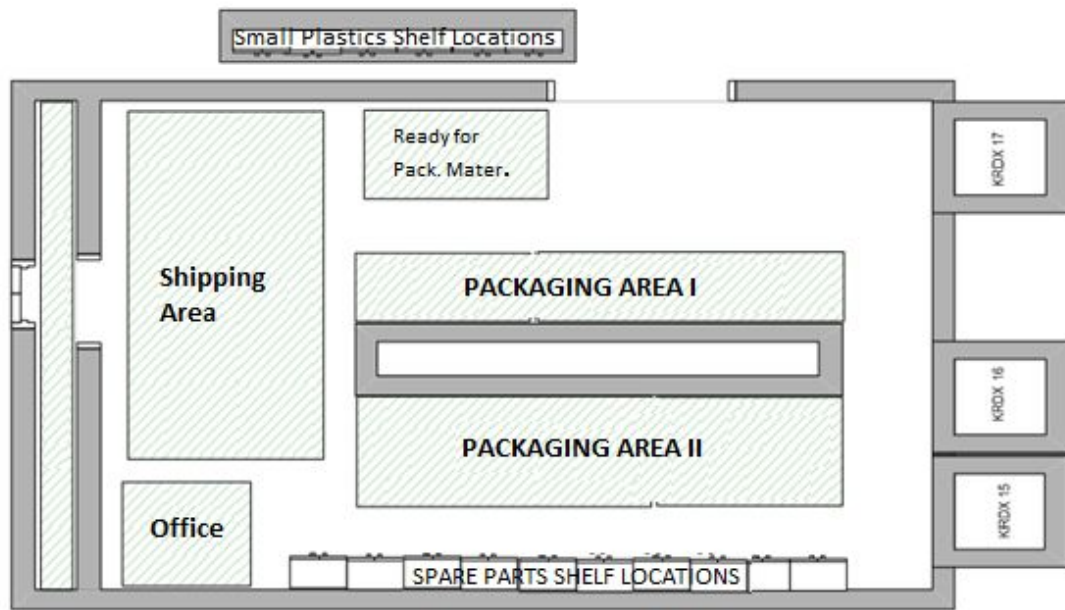 Small Plastics Shelf Locations
Ready for
Pack. Mater.
KRDX 17
Shipping
Area
PACKAGING AREA I
KRDX 16
PACKAGING AREA II
KRDX 15
Office
SPARE PARTS SHELF LOCATIONS